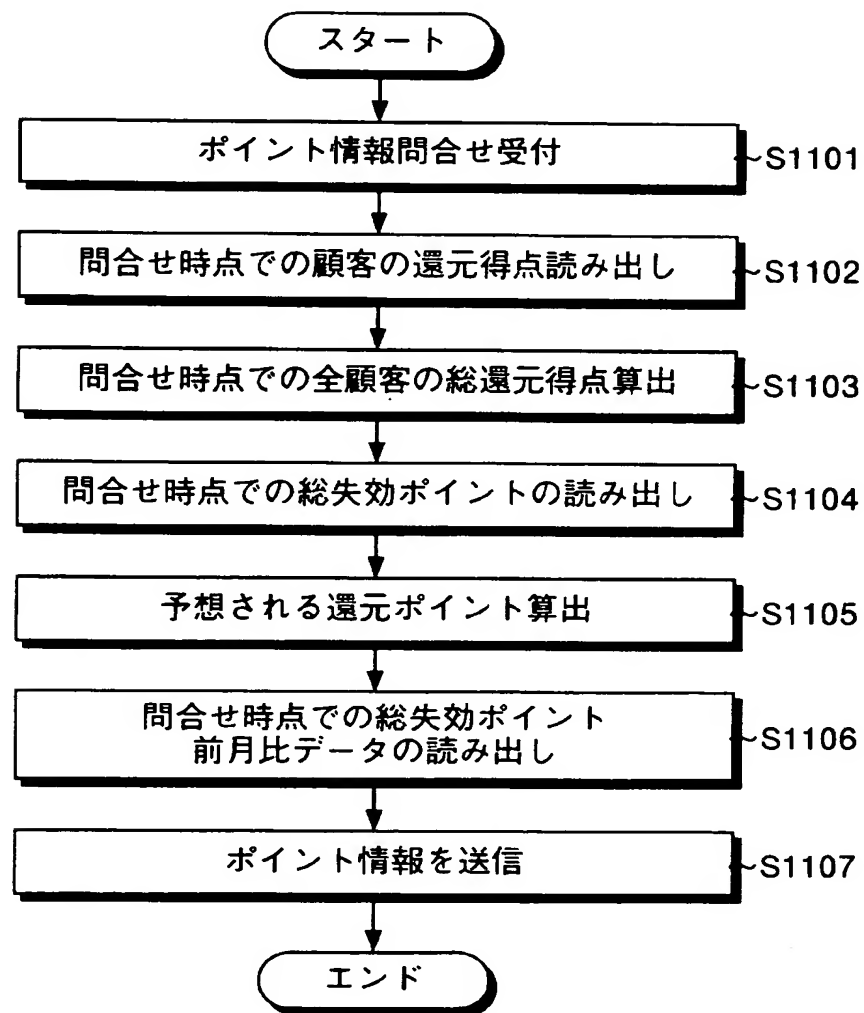 スタート
ポイント情報問合せ受付
S1101
問合せ時点での顧客の還元得点読み出し
S1102
問合せ時点での全顧客の総還元得点算出
S1103
問合せ時点での総失効ポイントの読み出し
S1104
予想される還元ポイント算出
S1105
問合せ時点での総失効ポイント
前月比データの読み出し
S1106
ポイント情報を送信
S1107
エンド